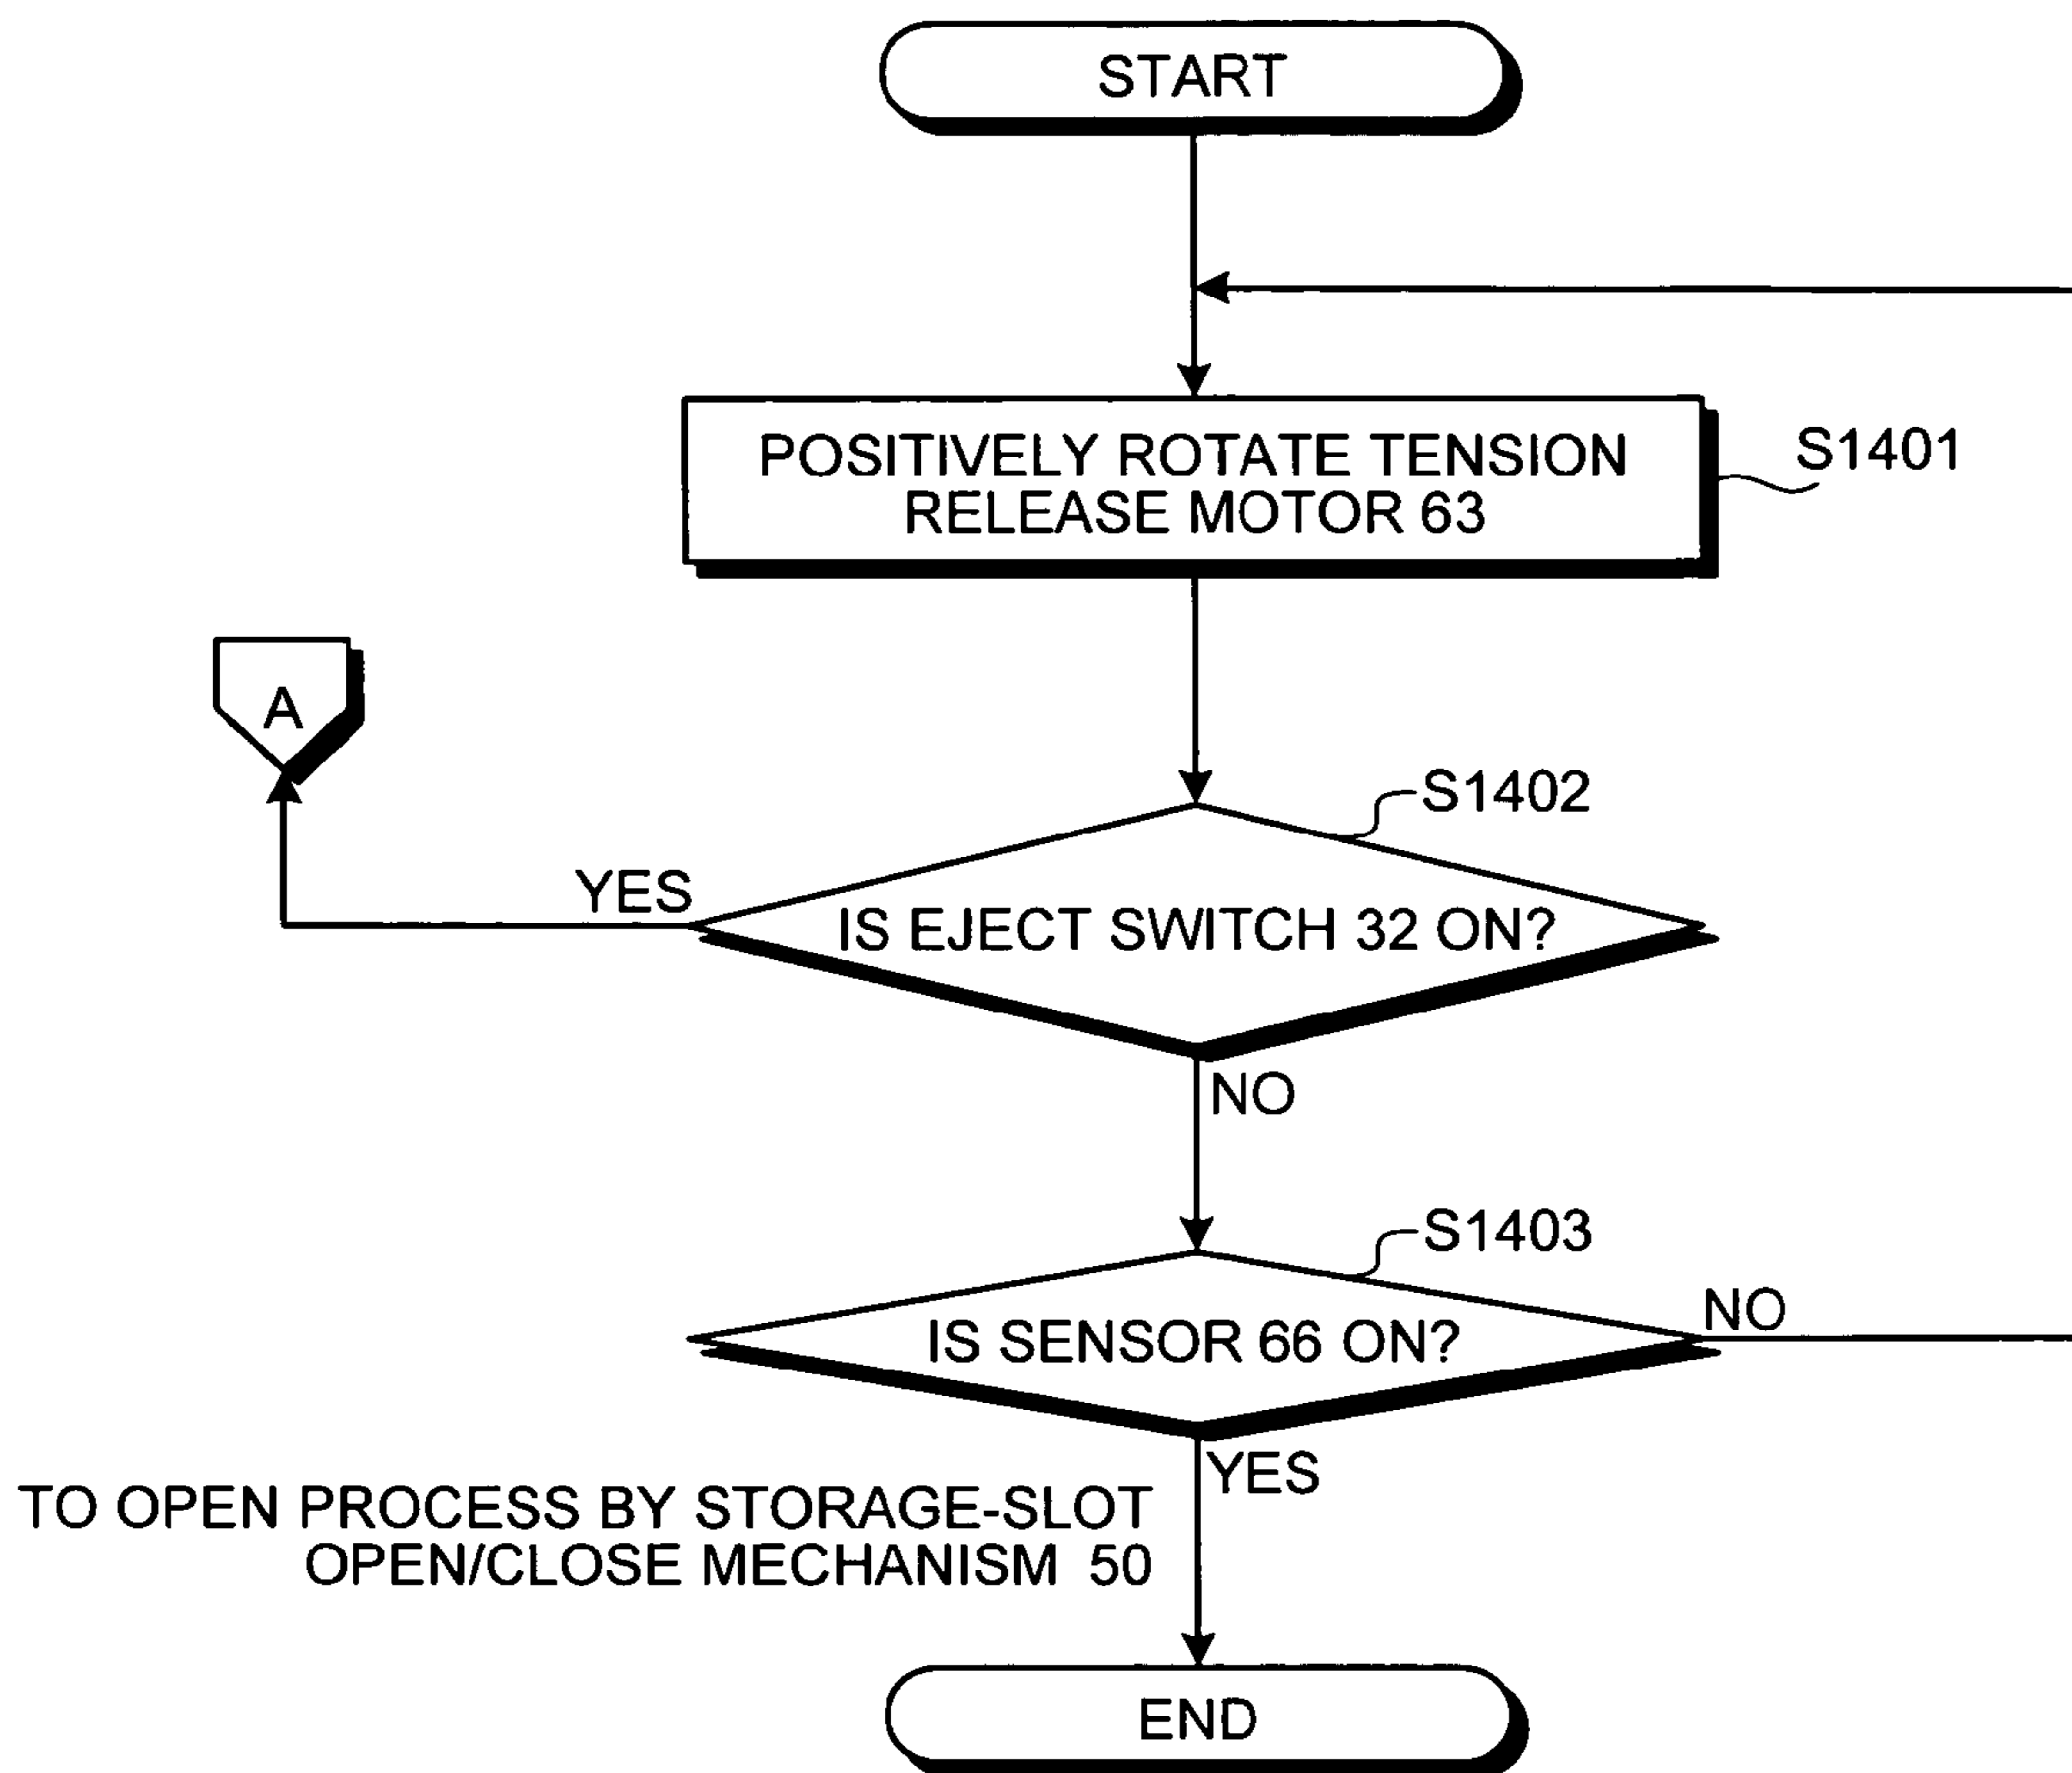 START
POSITIVELY ROTATE TENSION
RELEASE MOTOR 63
S1401
A
S1402
YES
IS EJECT SWITCH 32 ON?
NO
S1403
IS SENSOR 66 ON?
NO
YES
TO OPEN PROCESS BY STORAGE-SLOT
OPEN/CLOSE MECHANISM 50
END